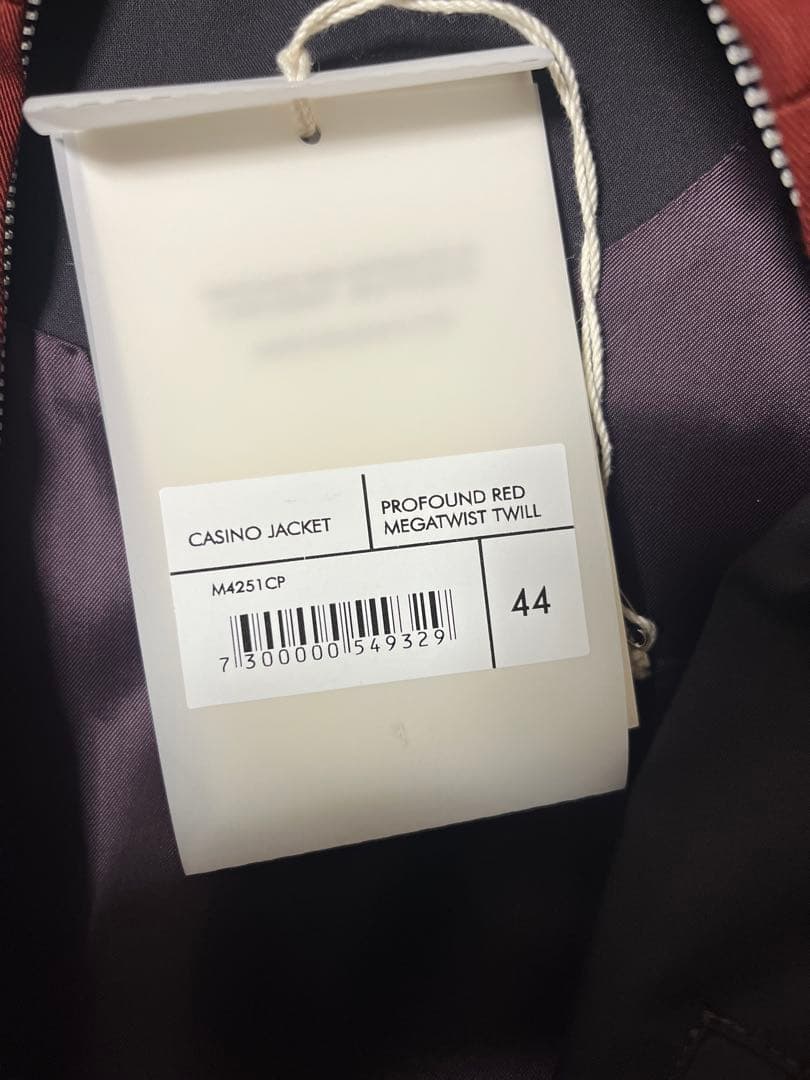 CASINO JACKET
PROFOUND RED
MEGATWIST TWILL
M4251CP
7 300000 549329
44